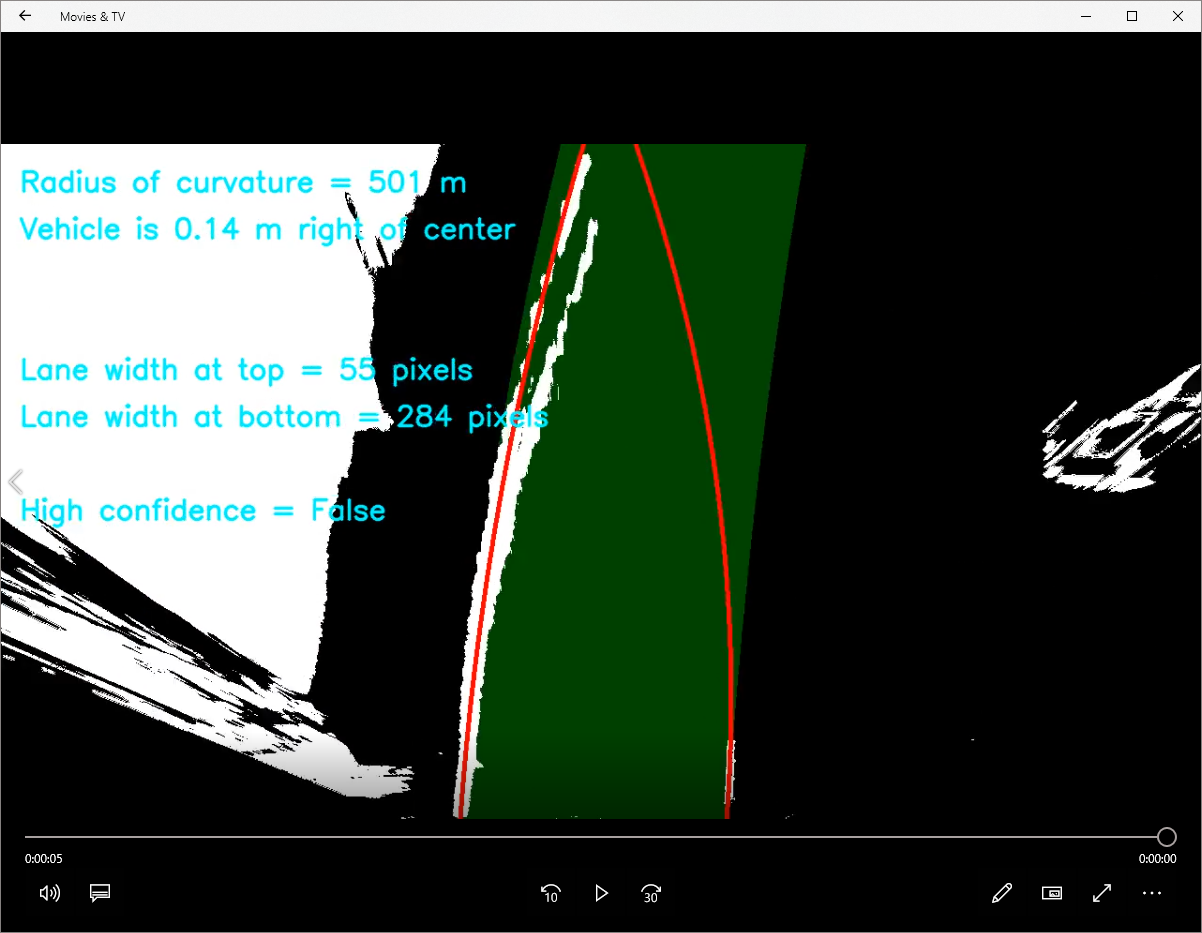 Movies & TV
Radius of curvature = 501 m
Vehicle is 0.14 m right of center
Lane width at top = 55 pixels
Lane width at bottom = 284 pixels
High confidence = False
0:00:05
0:00:00
10
30